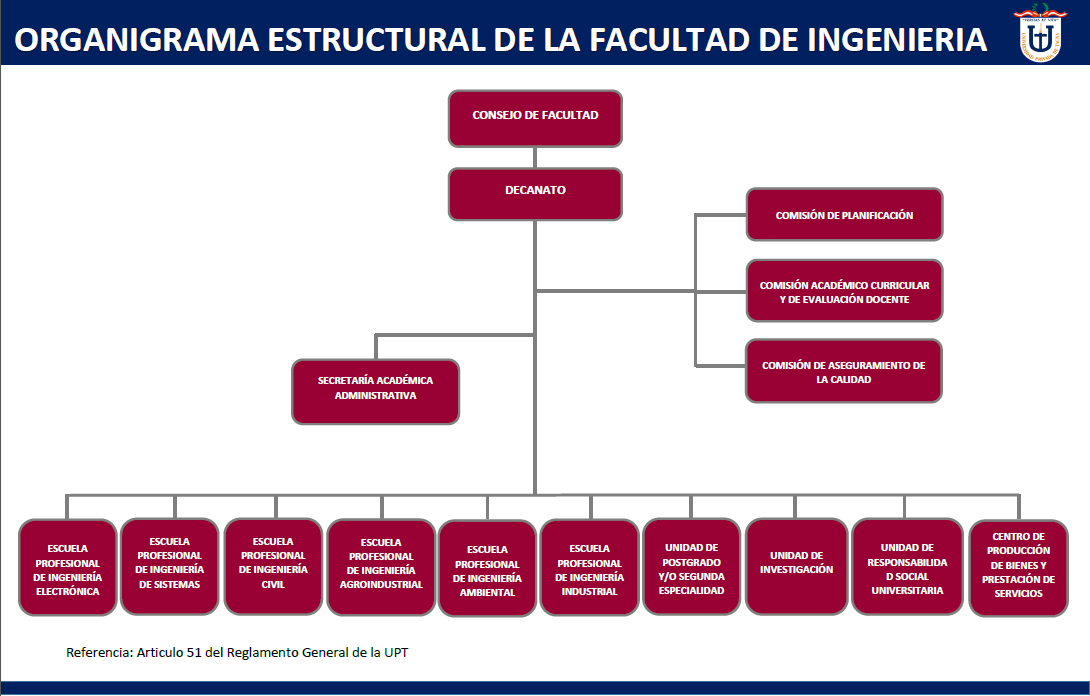 ORGANIGRAMA ESTRUCTURAL DE LA FACULTAD DE INGENIERIA
CONSEJO DE FACULTAD
DECANATO
COMISIÓN DE PLANIFICACIÓN
COMISIÓN ACADÉMICO CURRICULAR
Y DE EVALUACIÓN DOCENTE
COMISIÓN DE ASEGURAMIENTO DE
LA CALIDAD
SECRETARÍA ACADÉMICA
ADMINISTRATIVA
ESCUELA
PROFESIONAL
DE INGENIERÍA
ELECTRÓNICA
ESCUELA
PROFESIONAL
DE INGENIERÍA
DE SISTEMAS
ESCUELA
PROFESIONAL
DE INGENIERÍA
CIVIL
ESCUELA
PROFESIONAL
DE INGENIERÍA
AGROINDUSTRIAL
ESCUELA
PROFESIONAL
DE INGENIERÍA
AMBIENTAL
ESCUELA
PROFESIONAL
DE INGENIERÍA
INDUSTRIAL
UNIDAD DE
POSTGRADO
Y/O SEGUNDA
ESPECIALIDAD
UNIDAD DE
INVESTIGACIÓN
UNIDAD DE
RESPONSABILIDA
D SOCIAL
UNIVERSITARIA
CENTRO DE
PRODUCCIÓN
DE BIENES Y
PRESTACIÓN DE
SERVICIOS
Referencia: Articulo 51 del Reglamento General de la UPT